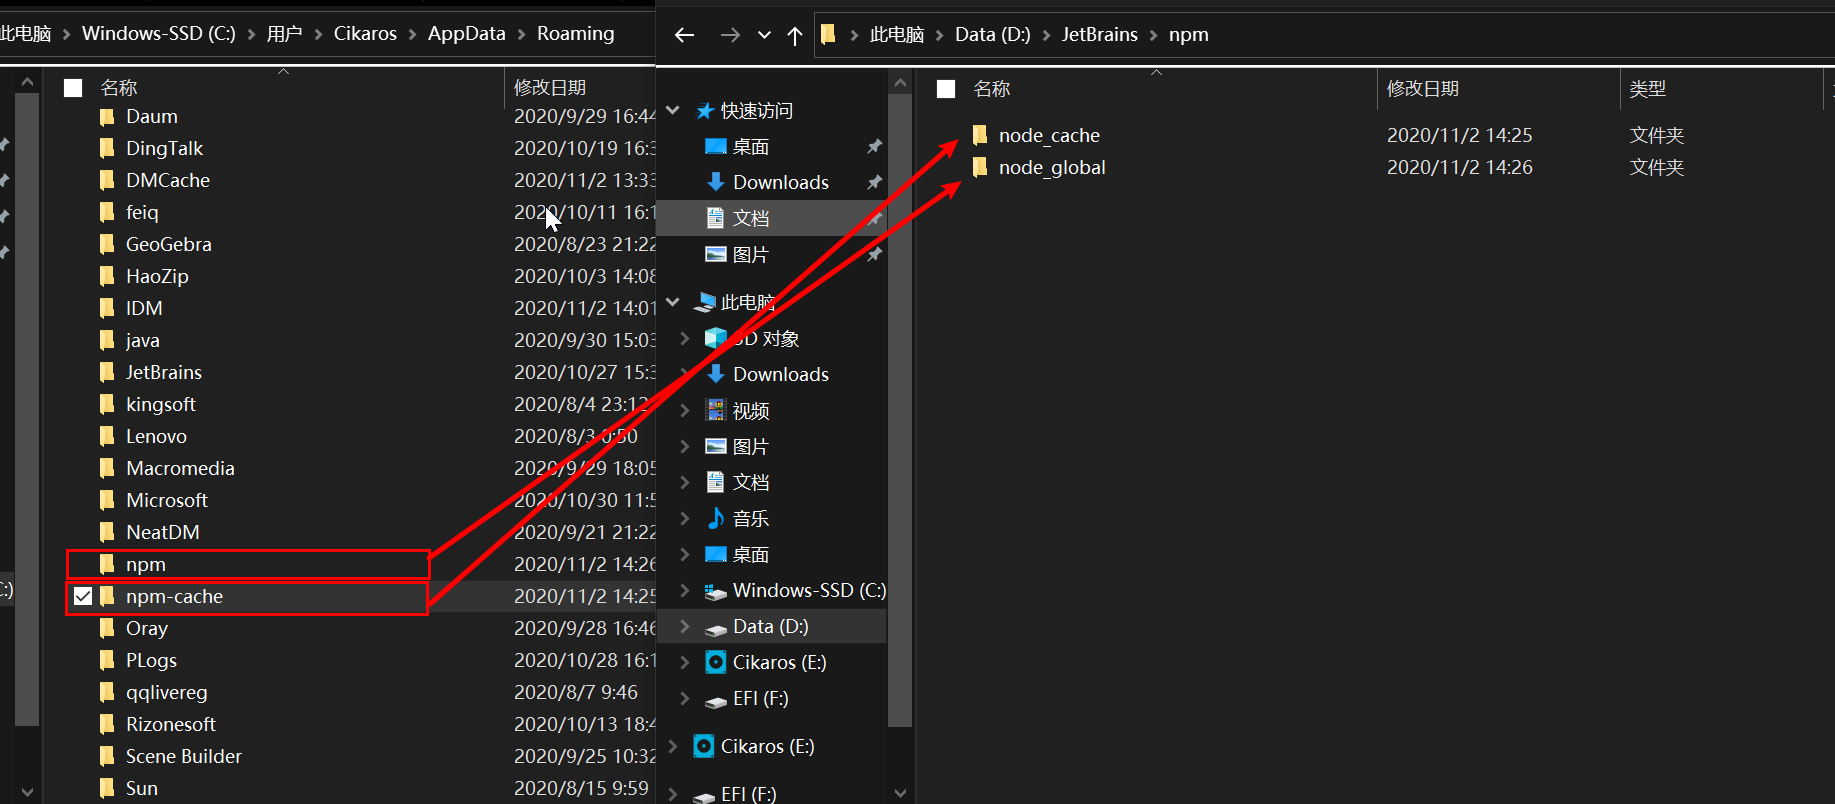 此电脑 > Windows-SSD (C:) > 用户 > Cikaros > AppData > Roaming
名称 修改日期
Daum 2020/9/29 16:44
DingTalk 2020/10/19 16:3
DMCache 2020/11/2 13:33
feiq 2020/10/11 16:1
GeoGebra 2020/8/23 21:22
HaoZip 2020/10/3 14:08
IDM 2020/11/2 14:01
java 2020/9/30 15:03
JetBrains 2020/10/27 15:3
kingsoft 2020/8/4 23:12
Lenovo 2020/8/3 0:50
Macromedia 2020/9/29 18:05
Microsoft 2020/10/30 11:5
NeatDM 2020/9/21 21:22
npm 2020/11/2 14:26
npm-cache 2020/11/2 14:25
Oray 2020/9/28 16:46
PLogs 2020/10/28 16:1
qqlivereg 2020/8/7 9:46
Rizonesoft 2020/10/13 18:4
Scene Builder 2020/9/25 10:32
Sun 2020/8/15 9:59
C:)
此电脑 > Data (D:) > JetBrains > npm
快速访问
桌面
Downloads
文档
图片
此电脑
3D 对象
Downloads
视频
图片
文档
音乐
桌面
Windows-SSD (C:)
Data (D:)
Cikaros (E:)
EFI (F:)
Cikaros (E:)
EFI (F:)
名称 修改日期 类型
node_cache 2020/11/2 14:25 文件夹
node_global 2020/11/2 14:26 文件夹